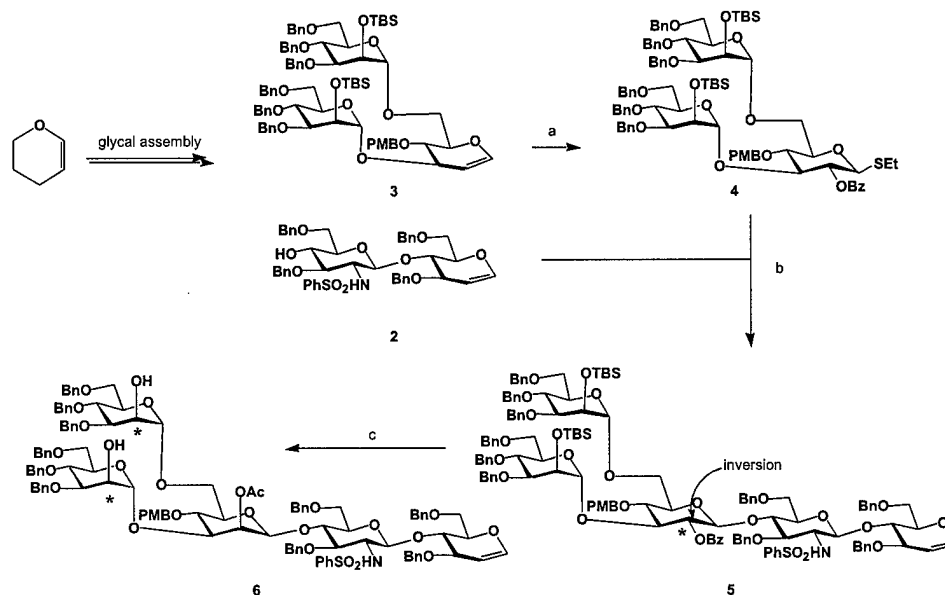 BnO
OTBS
BnO
BnO
O
BnO
OTBS
BnO
BnO
O
O
PMBO
O
O
3
O
glycal assembly
a
BnO
OTBS
BnO
BnO
O
BnO
OTBS
BnO
BnO
O
O
PMBO
O
SEt
O
OBz
4
BnO
HO
O
BnO
PhSO₂HN
BnO
O
O
BnO
2
b
BnO
OH
BnO
BnO
O
*
BnO
OH
BnO
BnO
O
*
O
OAc
PMBO
O
O
O
BnO
O
BnO
PhSO₂HN
O
BnO
O
BnO
6
c
BnO
OTBS
BnO
BnO
O
BnO
OTBS
BnO
BnO
O
O
inversion
PMBO
O
O
*
OBz
O
BnO
O
BnO
PhSO₂HN
O
BnO
O
BnO
5